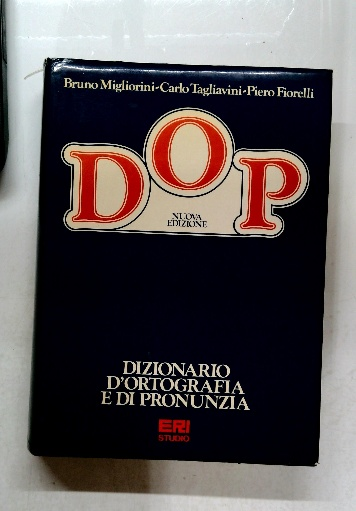 Bruno Migliorini-Carlo Tagliavini-Piero Fiorelli
DOP
NUOVA
EDIZIONE
DIZIONARIO
D'ORTOGRAFIA
E DI PRONUNZIA
ERI
STUDIO